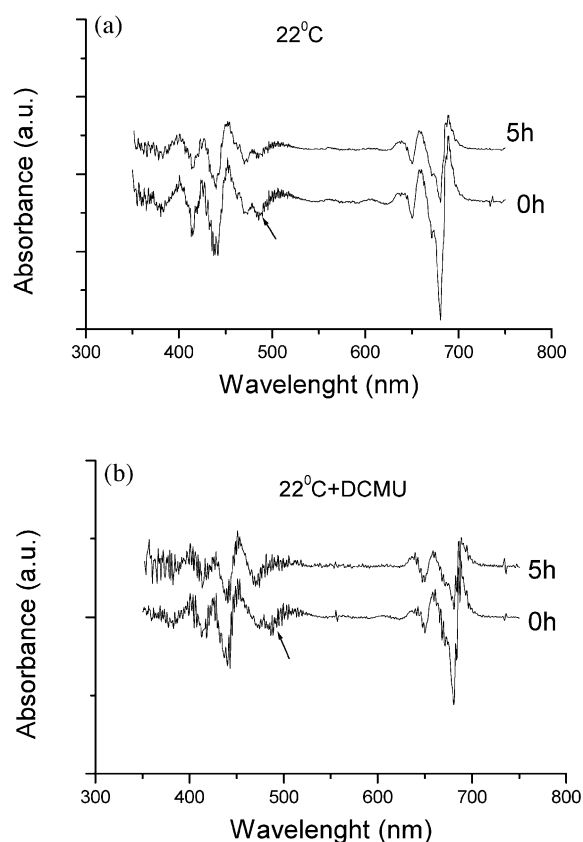 (a)
22⁰C
5h
0h
Absorbance (a.u.)
300 400 500 600 700 800
Wavelenght (nm)
(b)
22⁰C+DCMU
5h
0h
Absorbance (a.u.)
300 400 500 600 700 800
Wavelenght (nm)